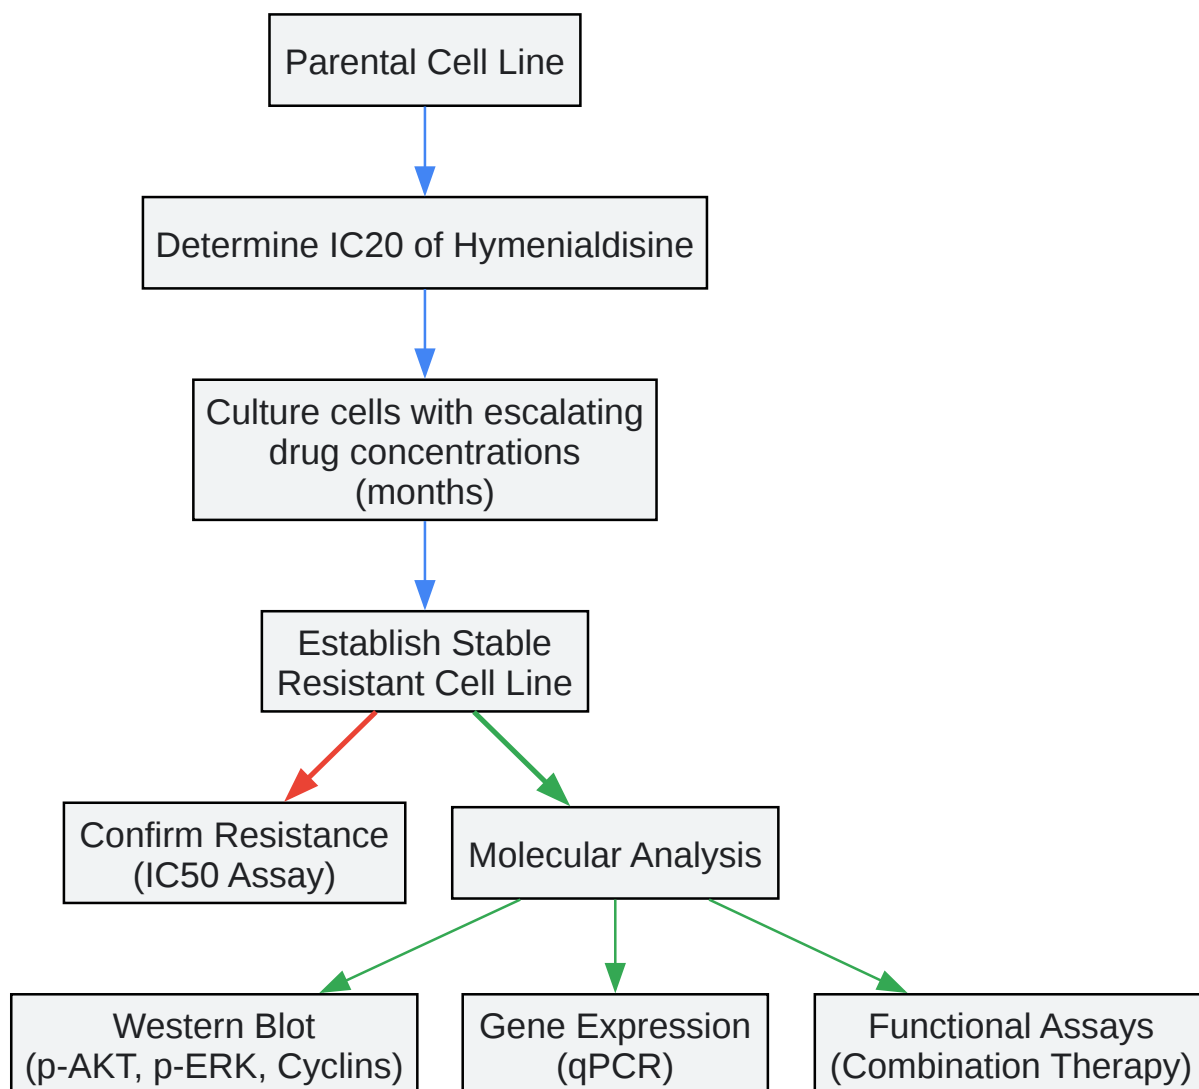 Parental Cell Line
Determine IC20 of Hymenialdisine
Culture cells with escalating
drug concentrations
(months)
Establish Stable
Resistant Cell Line
Confirm Resistance
(IC50 Assay)
Molecular Analysis
Western Blot
(p-AKT, p-ERK, Cyclins)
Gene Expression
(qPCR)
Functional Assays
(Combination Therapy)